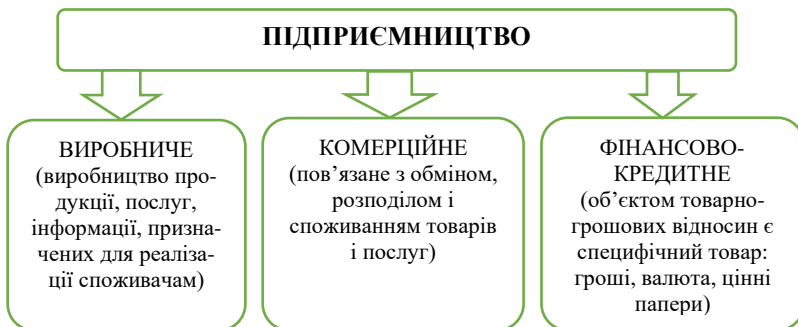 ПІДПРИЄМНИЦТВО
ВИРОБНИЧЕ
(виробництво про-
дукції, послуг,
інформації, призна-
чених для реаліза-
ції споживачам)
КОМЕРЦІЙНЕ
(пов’язане з обміном,
розподілом і
споживанням товарів
і послуг)
ФІНАНСОВО-
КРЕДИТНЕ
(об’єктом товарно-
грошових відносин є
специфічний товар:
гроші, валюта, цінні
папери)